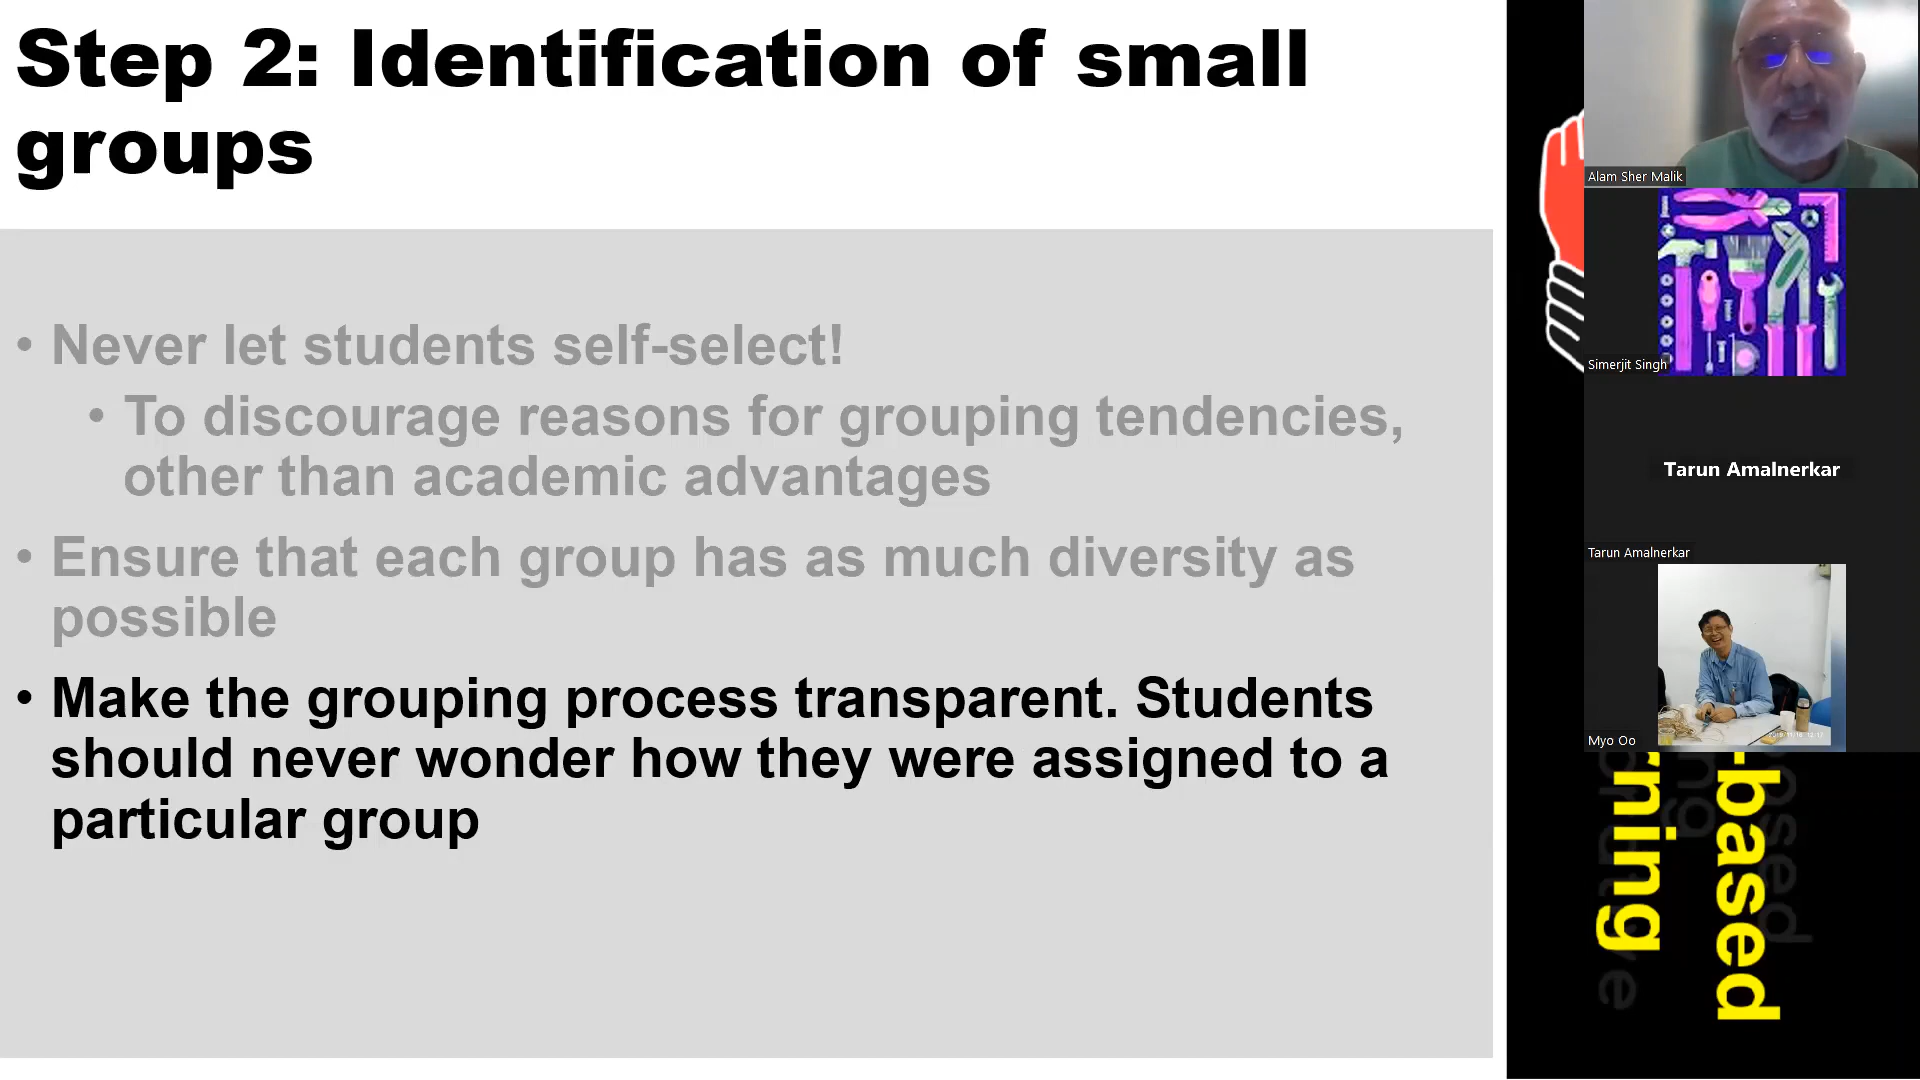 Step 2: Identification of small
groups
• Never let students self-select!
• To discourage reasons for grouping tendencies,
other than academic advantages
• Ensure that each group has as much diversity as
possible
• Make the grouping process transparent. Students
should never wonder how they were assigned to a
particular group
Alam Sher Malik
Simerjit Singh
Tarun Amalnerkar
Tarun Amalnerkar
Myo Oo
-based
rning